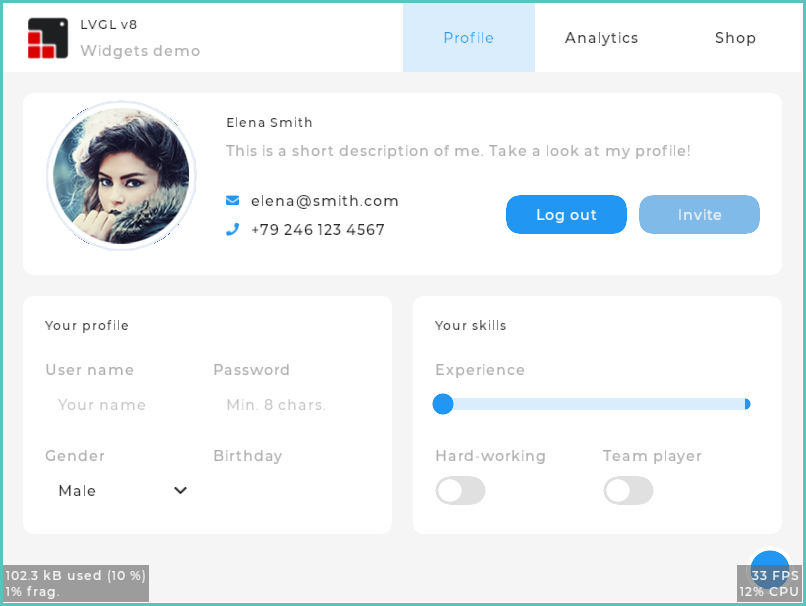 LVGL v8
Widgets demo
Profile
Analytics
Shop
Elena Smith
This is a short description of me. Take a look at my profile!
elena@smith.com
+79 246 123 4567
Log out
Invite
Your profile
User name
Password
Your name
Min. 8 chars.
Gender
Birthday
Male
Your skills
Experience
Hard-working
Team player
102.3 kB used (10 %)
1% frag.
33 FPS
12% CPU